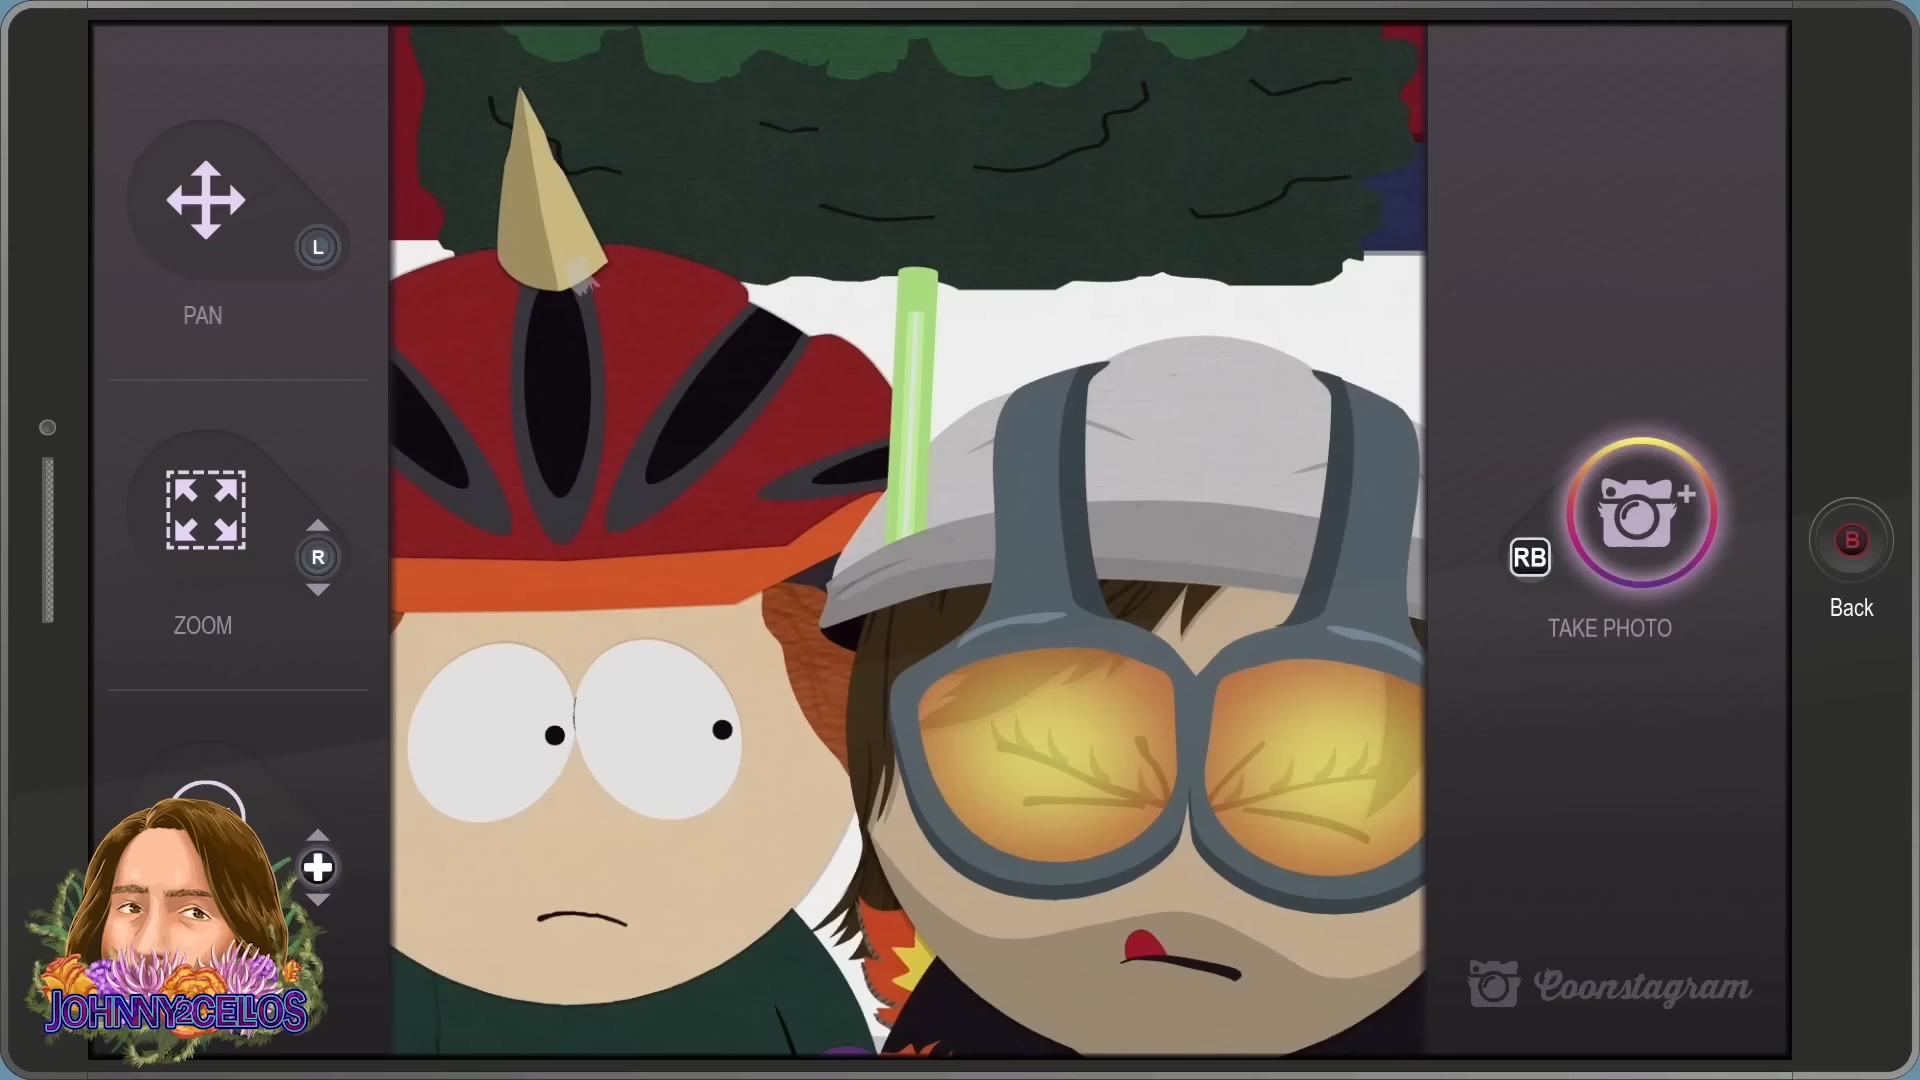 L
PAN
R
ZOOM
RB
TAKE PHOTO
B
Back
Coonstagram
JOHNNY2CELLOS